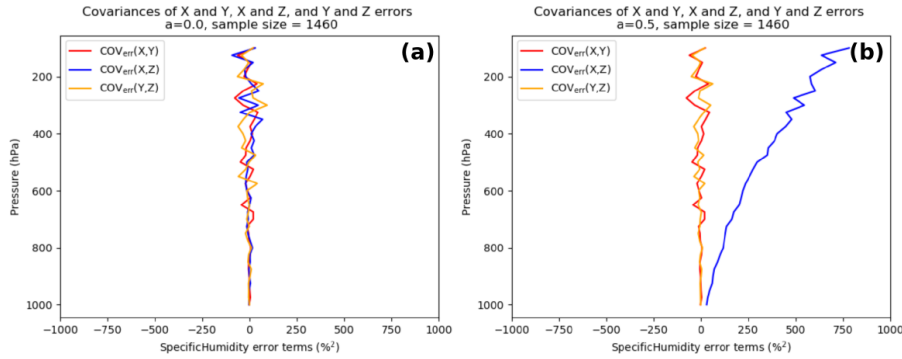 Covariances of X and Y, X and Z, and Y and Z errors
a=0.0, sample size = 1460
(a)
COVerr(X,Y)
COVerr(X,Z)
COVerr(Y,Z)
Pressure (hPa)
200
400
600
800
1000
−1000 −750 −500 −250 0 250 500 750 1000
SpecificHumidity error terms (%²)
Covariances of X and Y, X and Z, and Y and Z errors
a=0.5, sample size = 1460
(b)
COVerr(X,Y)
COVerr(X,Z)
COVerr(Y,Z)
Pressure (hPa)
200
400
600
800
1000
−1000 −750 −500 −250 0 250 500 750 1000
SpecificHumidity error terms (%²)